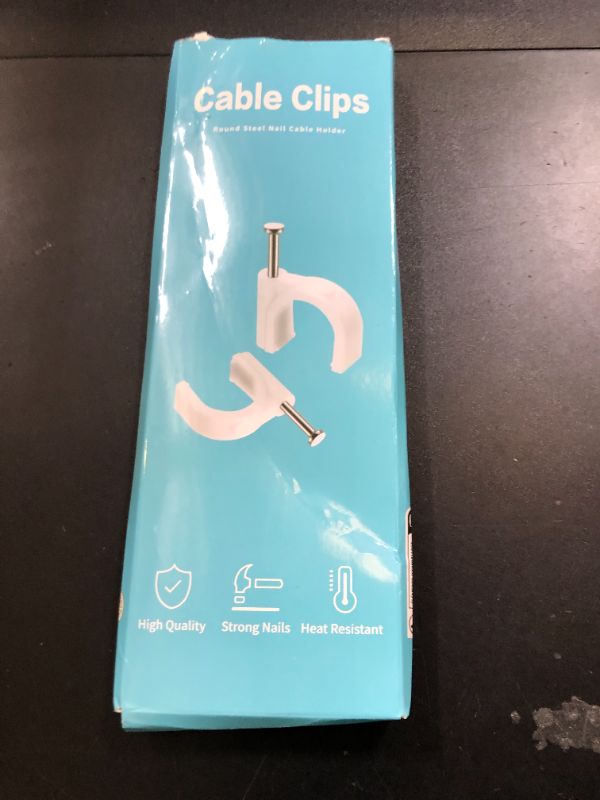 Cable Clips
Round Steel Nail Cable Holder
High Quality
Strong Nails
Heat Resistant